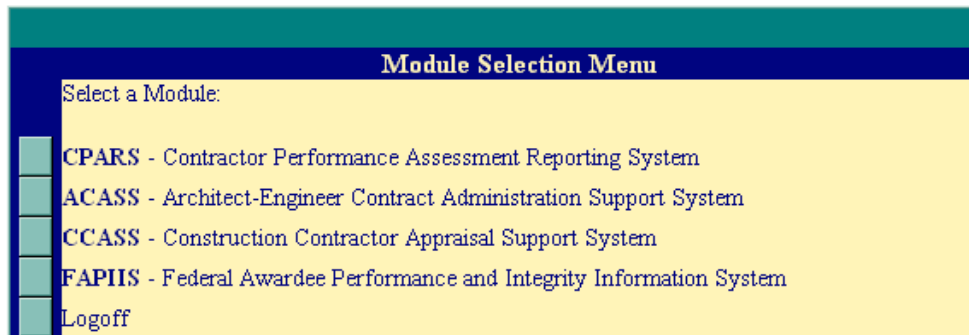 Module Selection Menu
Select a Module:
CPARS - Contractor Performance Assessment Reporting System
ACASS - Architect-Engineer Contract Administration Support System
CCASS - Construction Contractor Appraisal Support System
FAPIIS - Federal Awardee Performance and Integrity Information System
Logoff